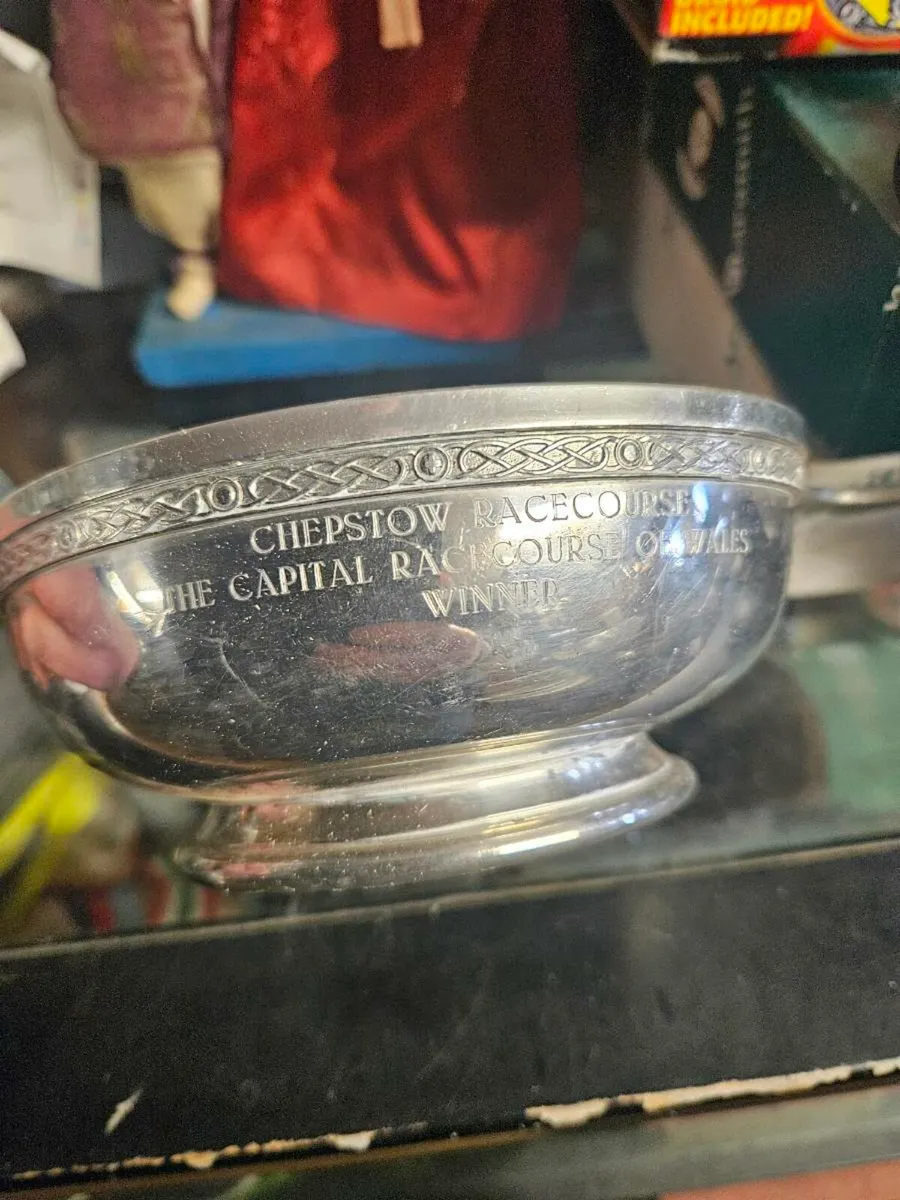 INCLUDED!
CHEPSTOW RACECOURSE
THE CAPITAL RACECOURSE OF WALES
WINNER